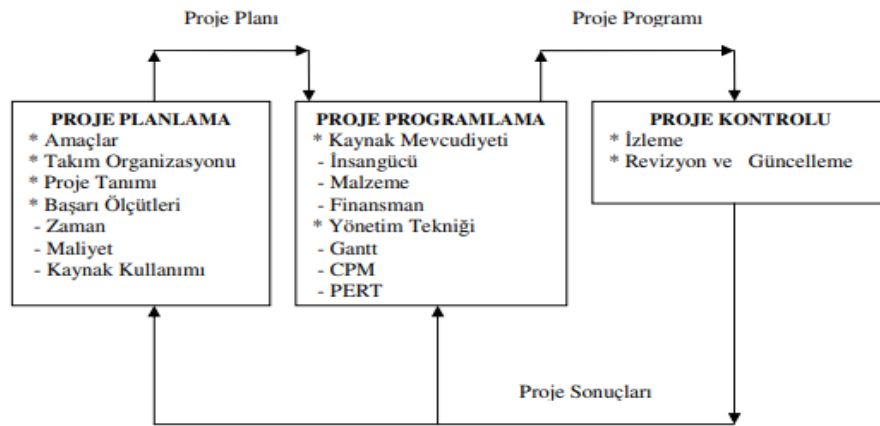 Proje Planı
Proje Programı
PROJE PLANLAMA
* Amaçlar
* Takım Organizasyonu
* Proje Tanımı
* Başarı Ölçütleri
- Zaman
- Maliyet
- Kaynak Kullanımı
PROJE PROGRAMLAMA
* Kaynak Mevcudiyeti
- İnsangücü
- Malzeme
- Finansman
* Yönetim Tekniği
- Gantt
- CPM
- PERT
PROJE KONTROLU
* İzleme
* Revizyon ve Güncelleme
Proje Sonuçları